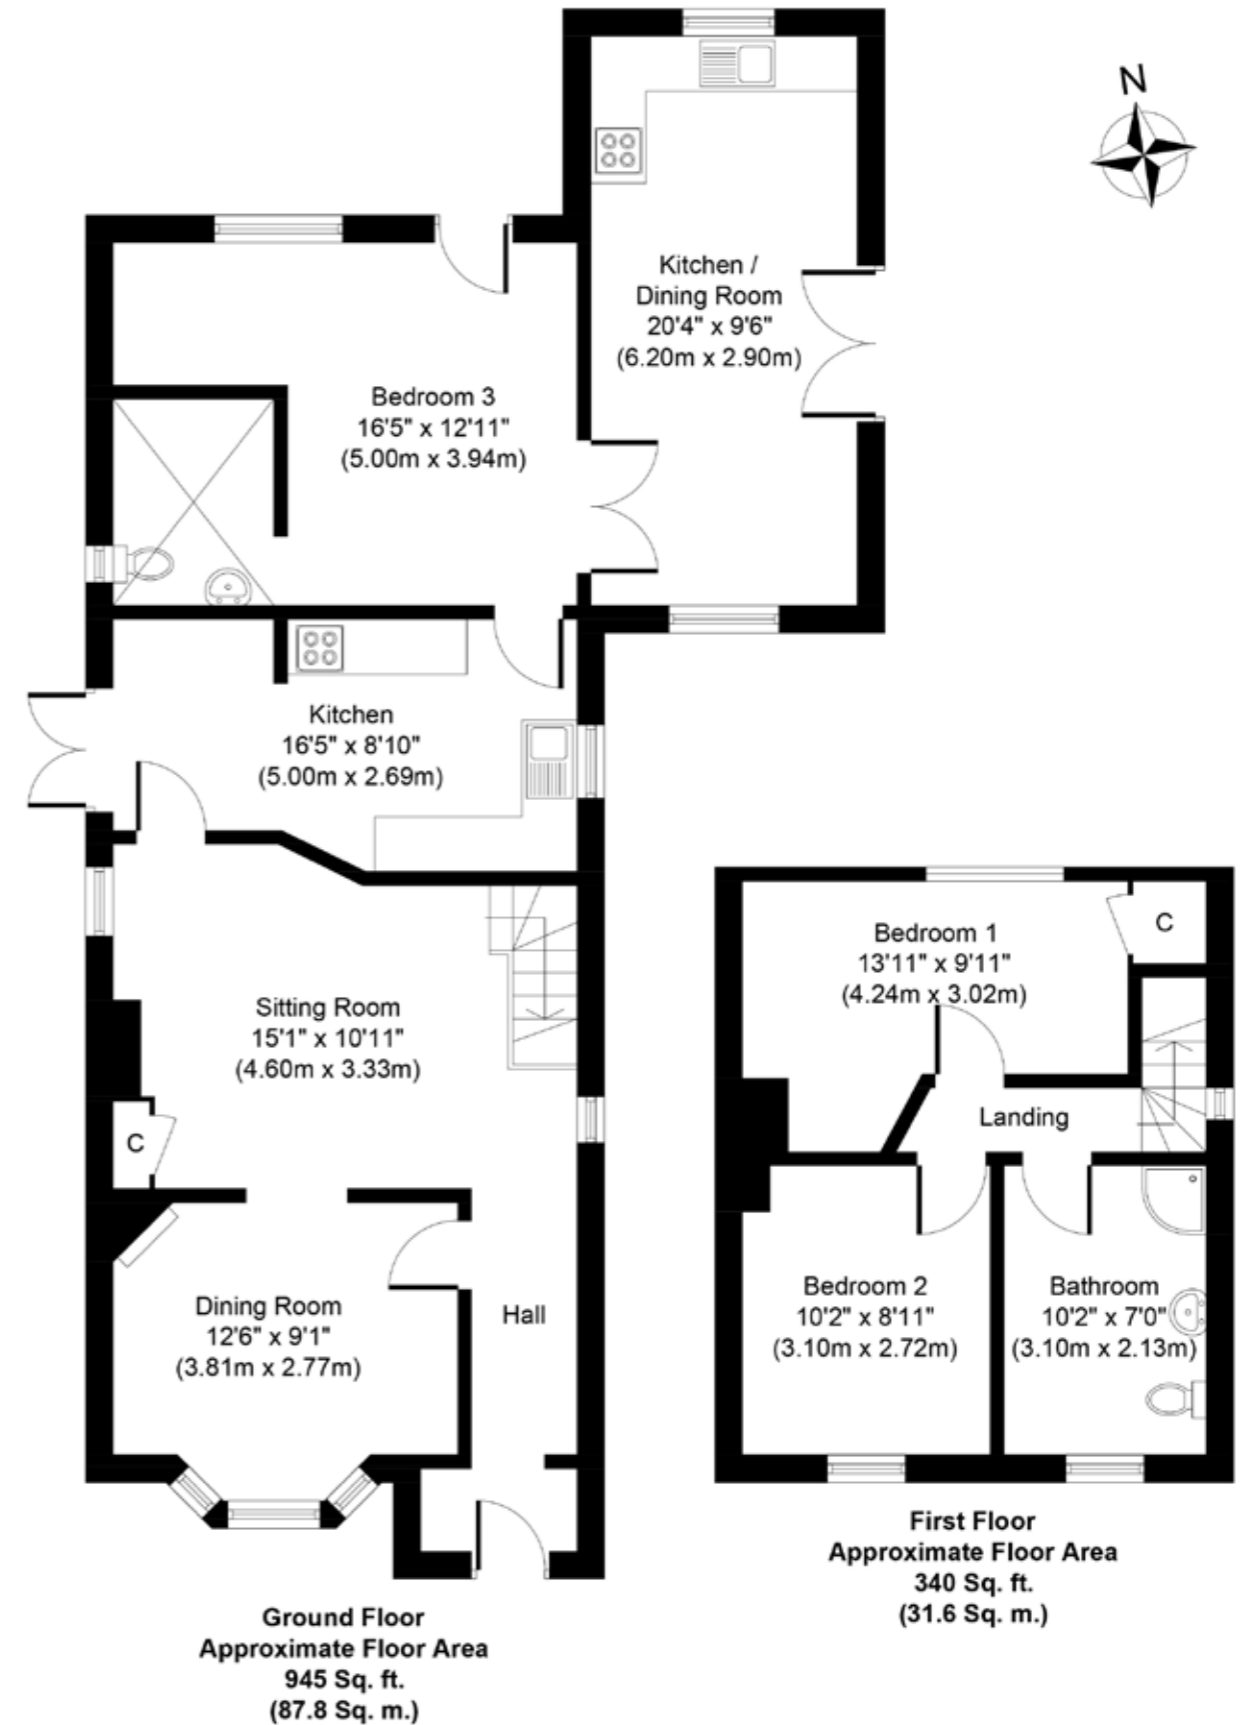 N
Kitchen /
Dining Room
20'4" x 9'6"
(6.20m x 2.90m)
Bedroom 3
16'5" x 12'11"
(5.00m x 3.94m)
Kitchen
16'5" x 8'10"
(5.00m x 2.69m)
Sitting Room
15'1" x 10'11"
(4.60m x 3.33m)
C
Dining Room
12'6" x 9'1"
(3.81m x 2.77m)
Hall
Ground Floor
Approximate Floor Area
945 Sq. ft.
(87.8 Sq. m.)
Bedroom 1
13'11" x 9'11"
(4.24m x 3.02m)
C
Landing
Bedroom 2
10'2" x 8'11"
(3.10m x 2.72m)
Bathroom
10'2" x 7'0"
(3.10m x 2.13m)
First Floor
Approximate Floor Area
340 Sq. ft.
(31.6 Sq. m.)